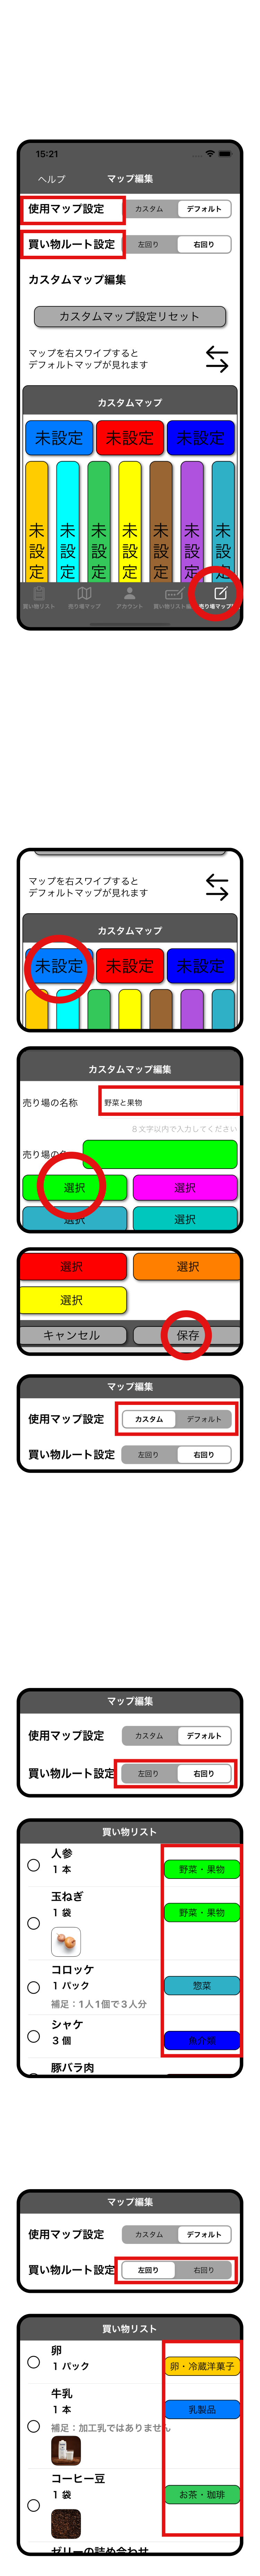 15:21
ヘルプ マップ編集
使用マップ設定 カスタム デフォルト
買い物ルート設定 左回り 右回り
カスタムマップ編集
カスタムマップ設定リセット
マップを右スワイプすると
デフォルトマップが見れます
カスタムマップ
未設定 未設定 未設定
未設定 未設定 未設定 未設定 未設定 未設定 未設定
買い物リスト 売り場マップ アカウント 買い物リスト編 売り場マップ
マップを右スワイプすると
デフォルトマップが見れます
カスタムマップ
未設定 未設定 未設定
カスタムマップ編集
売り場の名称 野菜と果物
8文字以内で入力してください
売り場の
選択 選択
選択 選択
選択 選択
選択
キャンセル 保存
マップ編集
使用マップ設定 カスタム デフォルト
買い物ルート設定 左回り 右回り
マップ編集
使用マップ設定 カスタム デフォルト
買い物ルート設定 左回り 右回り
買い物リスト
人参
1 本 野菜・果物
玉ねぎ
1 袋 野菜・果物
コロッケ
1 パック 惣菜
補足：1人1個で3人分
シャケ
3 個 魚介類
豚バラ肉
マップ編集
使用マップ設定 カスタム デフォルト
買い物ルート設定 左回り 右回り
買い物リスト
卵
1 パック 卵・冷蔵洋菓子
牛乳
1 本 乳製品
補足：加工乳ではありません
コーヒー豆
1 袋 お茶・珈琲
ゼリーの詰め合わせ